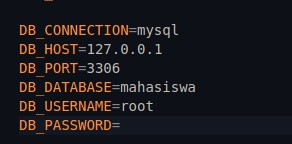 DB_CONNECTION=mysql
DB_HOST=127.0.0.1
DB_PORT=3306
DB_DATABASE=mahasiswa
DB_USERNAME=root
DB_PASSWORD=